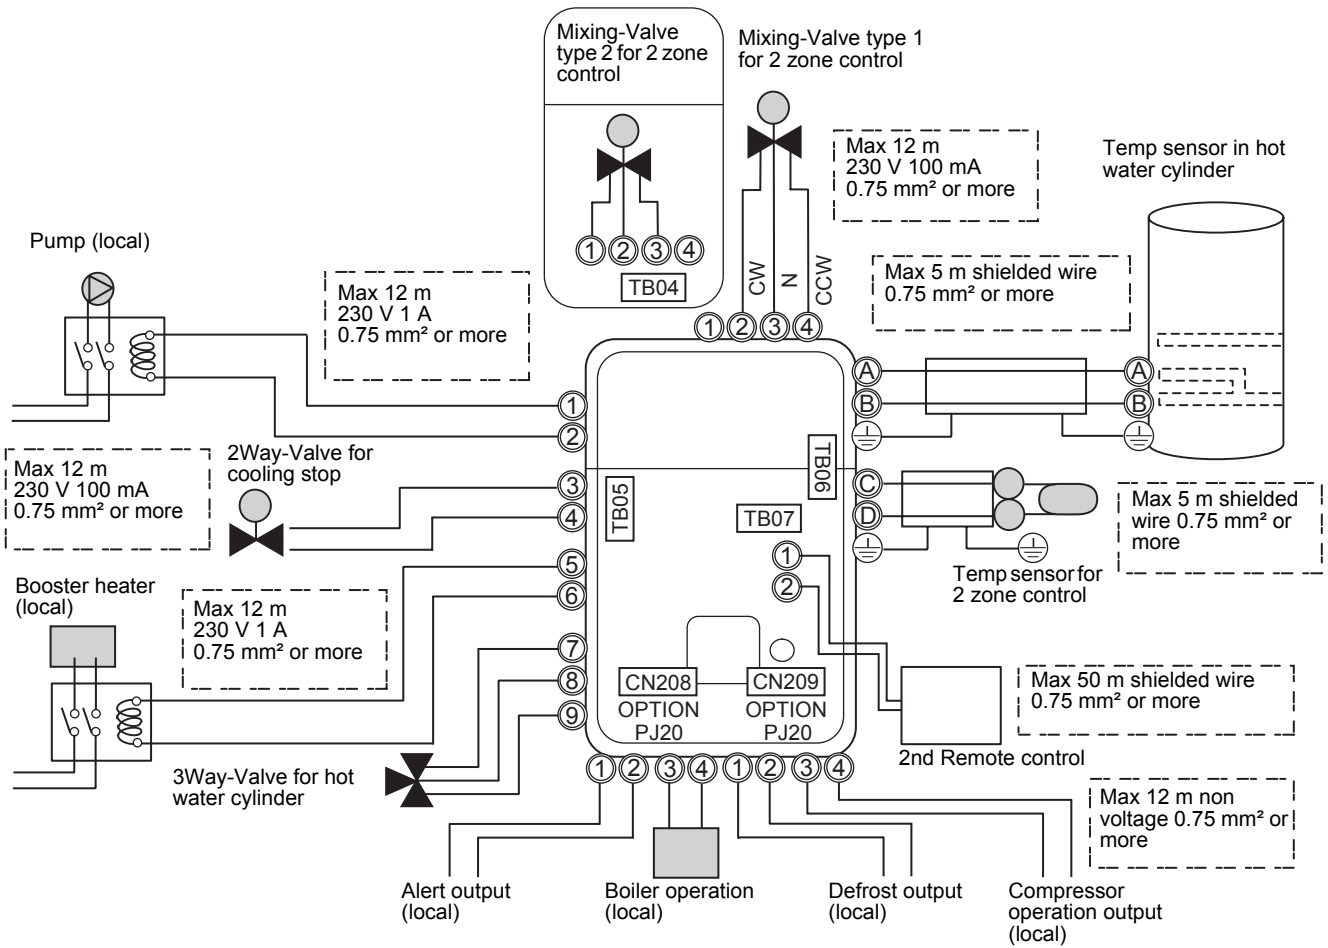 Mixing-Valve
type 2 for 2 zone
control
1 2 3 4
TB04
Mixing-Valve type 1
for 2 zone control
Max 12 m
230 V 100 mA
0.75 mm² or more
CW
N
CCW
1 2 3 4
Temp sensor in hot
water cylinder
Max 5 m shielded wire
0.75 mm² or more
Pump (local)
Max 12 m
230 V 1 A
0.75 mm² or more
1
2
A
B
A
B
2Way-Valve for
cooling stop
Max 12 m
230 V 100 mA
0.75 mm² or more
3
4
TB05
TB06
TB07
C
D
Max 5 m shielded
wire 0.75 mm² or
more
Temp sensor for
2 zone control
1
2
Booster heater
(local)
Max 12 m
230 V 1 A
0.75 mm² or more
5
6
7
8
9
CN208
OPTION
PJ20
CN209
OPTION
PJ20
Max 50 m shielded wire
0.75 mm² or more
2nd Remote control
3Way-Valve for hot
water cylinder
1 2 3 4 1 2 3 4
Max 12 m non
voltage 0.75 mm² or
more
Alert output
(local)
Boiler operation
(local)
Defrost output
(local)
Compressor
operation output
(local)